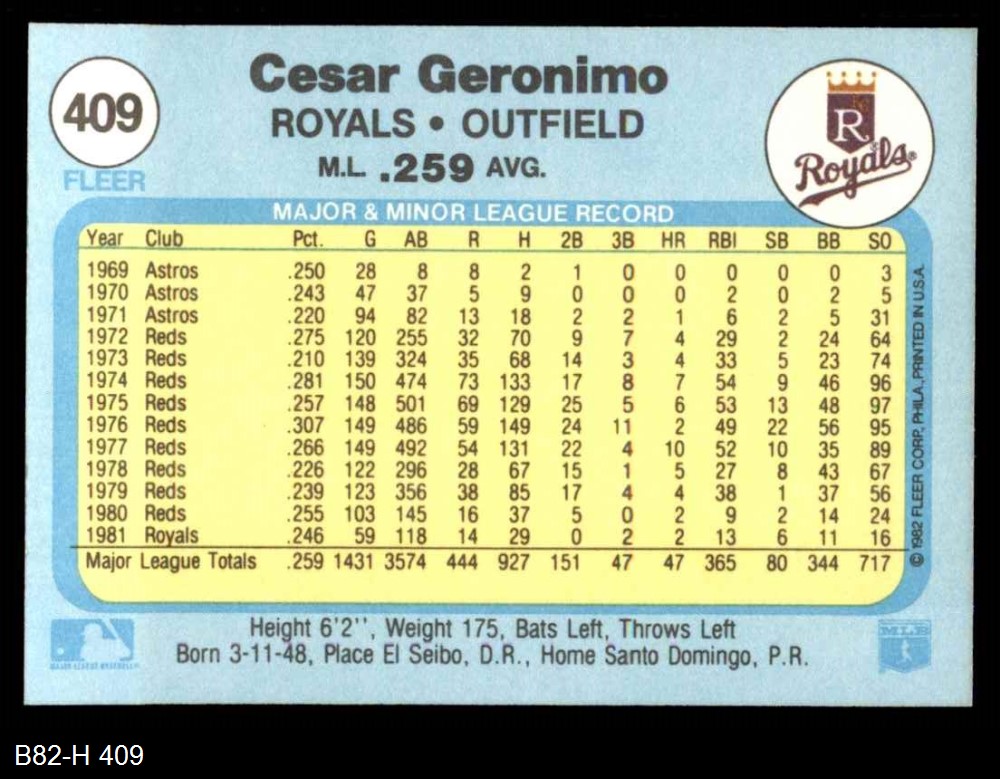 409
FLEER
Cesar Geronimo
ROYALS • OUTFIELD
M.L. .259 AVG.
R
Royals®
MAJOR & MINOR LEAGUE RECORD
Year Club Pct. G AB R H 2B 3B HR RBI SB BB SO
1969 Astros .250 28 8 8 2 1 0 0 0 0 0 3
1970 Astros .243 47 37 5 9 0 0 0 2 0 2 5
1971 Astros .220 94 82 13 18 2 2 1 6 2 5 31
1972 Reds .275 120 255 32 70 9 7 4 29 2 24 64
1973 Reds .210 139 324 35 68 14 3 4 33 5 23 74
1974 Reds .281 150 474 73 133 17 8 7 54 9 46 96
1975 Reds .257 148 501 69 129 25 5 6 53 13 48 97
1976 Reds .307 149 486 59 149 24 11 2 49 22 56 95
1977 Reds .266 149 492 54 131 22 4 10 52 10 35 89
1978 Reds .226 122 296 28 67 15 1 5 27 8 43 67
1979 Reds .239 123 356 38 85 17 4 4 38 1 37 56
1980 Reds .255 103 145 16 37 5 0 2 9 2 14 24
1981 Royals .246 59 118 14 29 0 2 2 13 6 11 16
Major League Totals .259 1431 3574 444 927 151 47 47 365 80 344 717
© 1982 FLEER CORP., PHILA., PRINTED IN U.S.A.
Height 6'2'', Weight 175, Bats Left, Throws Left
Born 3-11-48, Place El Seibo, D.R., Home Santo Domingo, P.R.
MLB
B82-H 409